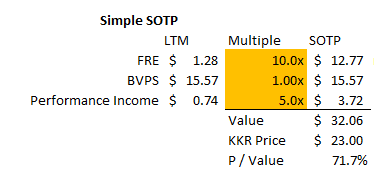 Simple SOTP
LTM Multiple SOTP
FRE $ 1.28 10.0x $ 12.77
BVPS $ 15.57 1.00x $ 15.57
Performance Income $ 0.74 5.0x $ 3.72
Value $ 32.06
KKR Price $ 23.00
P / Value 71.7%